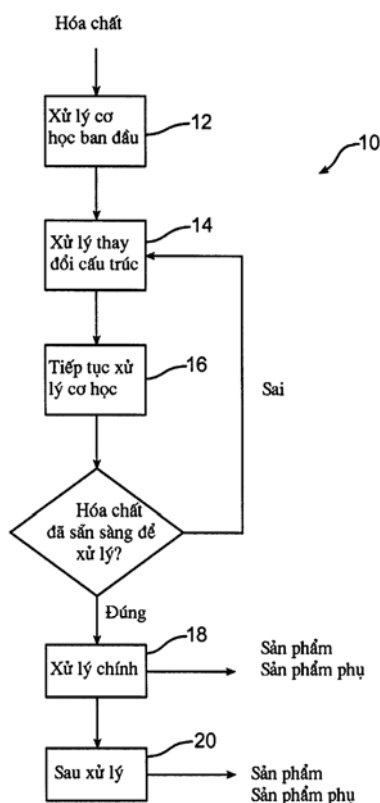 Hóa chất
Xử lý cơ
học ban đầu
12
10
Xử lý thay
đổi cấu trúc
14
Tiếp tục xử
lý cơ học
16
Sai
Hóa chất
đã sẵn sàng để
xử lý?
Đúng
18
Xử lý chính
Sản phẩm
Sản phẩm phụ
20
Sau xử lý
Sản phẩm
Sản phẩm phụ